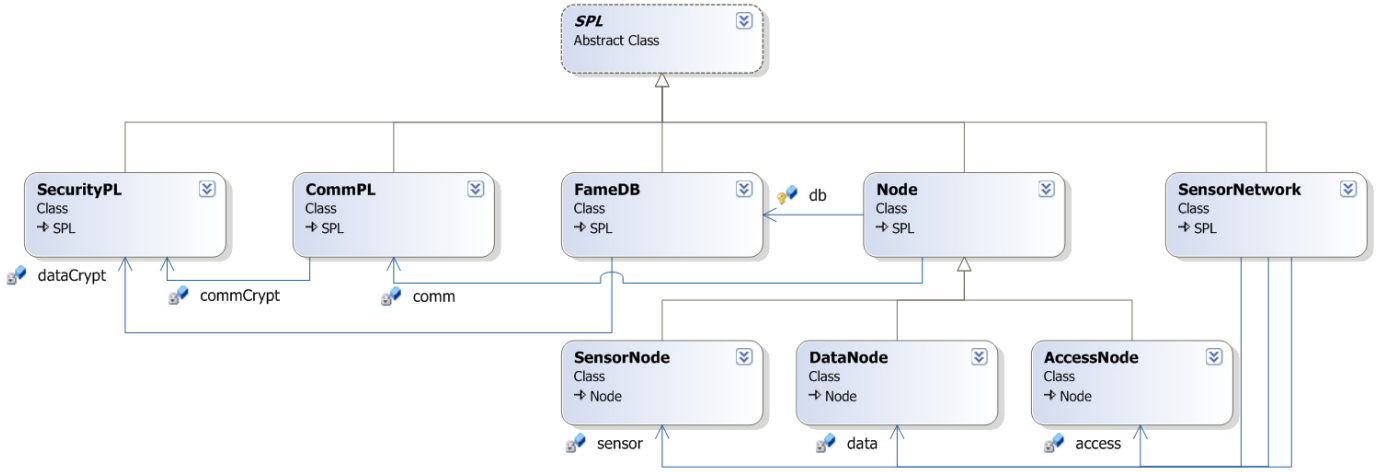 SPL
Abstract Class
SecurityPL
Class
SPL
CommPL
Class
SPL
FameDB
Class
SPL
db
Node
Class
SPL
SensorNetwork
Class
SPL
dataCrypt
commCrypt
comm
SensorNode
Class
Node
DataNode
Class
Node
AccessNode
Class
Node
sensor
data
access